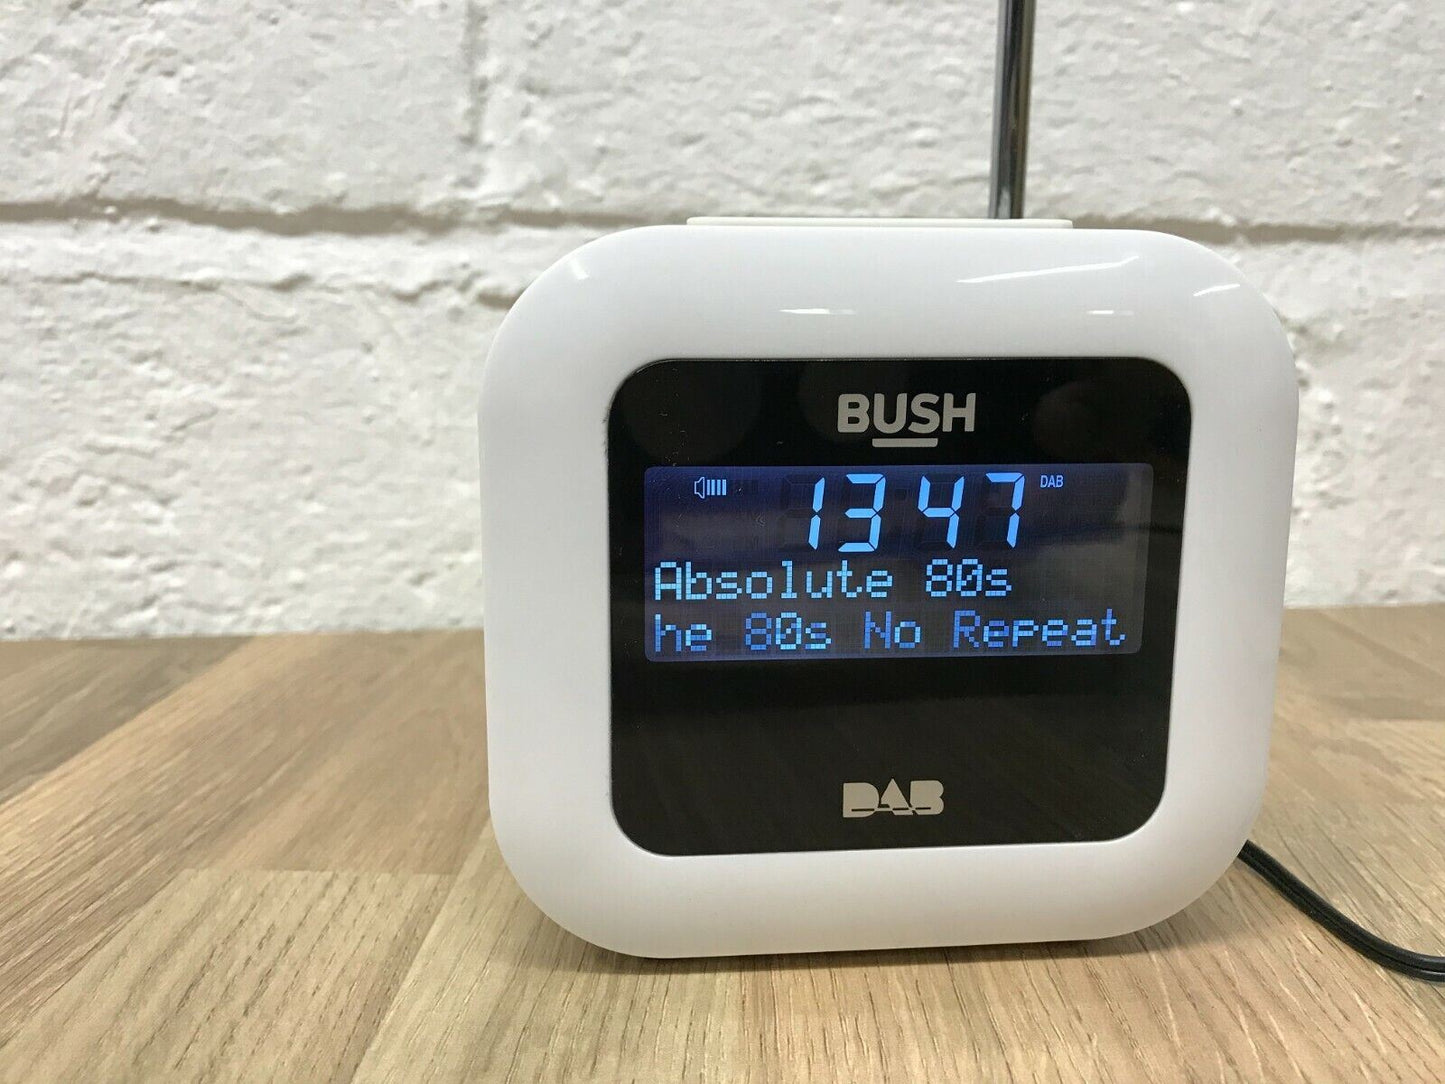 BUSH
13 47 DAB
Absolute 80s
he 80s No Repeat
DAB